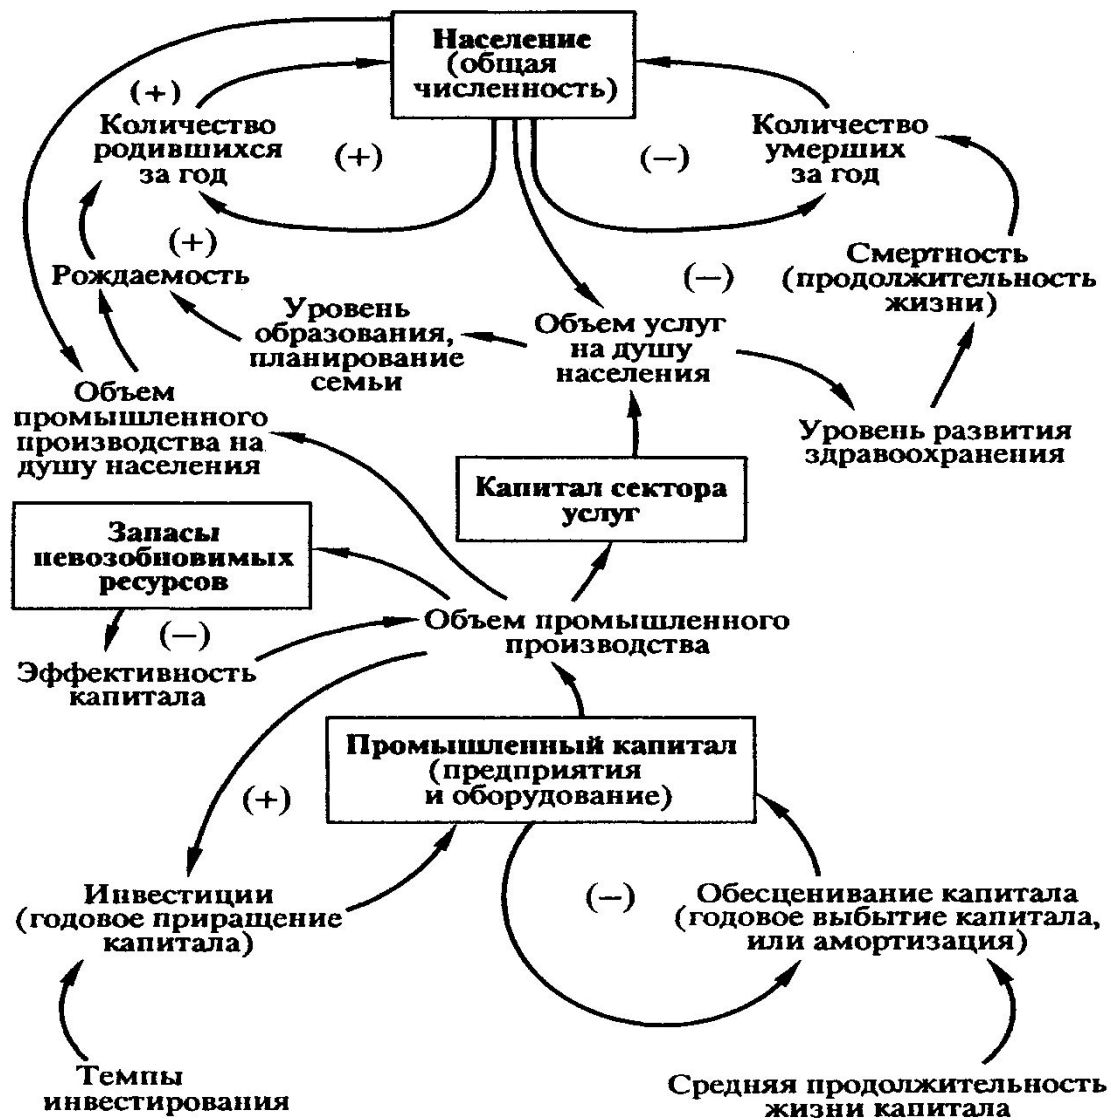 Население
(общая
численность)
(+)
Количество
родившихся
за год
(+)
(−)
Количество
умерших
за год
(+)
Рождаемость
(−)
Смертность
(продолжительность
жизни)
Уровень
образования,
планирование
семьи
Объем услуг
на душу
населения
Объем
промышленного
производства на
душу населения
Уровень развития
здравоохранения
Капитал сектора
услуг
Запасы
невозобновимых
ресурсов
(−)
Объем промышленного
производства
Эффективность
капитала
Промышленный капитал
(предприятия
и оборудование)
(+)
Инвестиции
(годовое приращение
капитала)
(−)
Обесценивание капитала
(годовое выбытие капитала,
или амортизация)
Темпы
инвестирования
Средняя продолжительность
жизни капитала